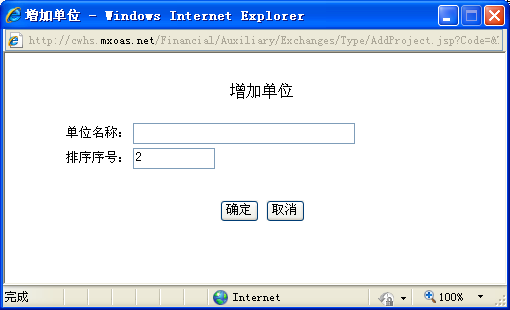 增加单位 - Windows Internet Explorer
http://cwhs.mxoas.net/Financial/Auxiliary/Exchanges/Type/AddProject.jsp?Code=&
增加单位
单位名称：
排序序号： 2
确定 取消
完成 Internet 100%